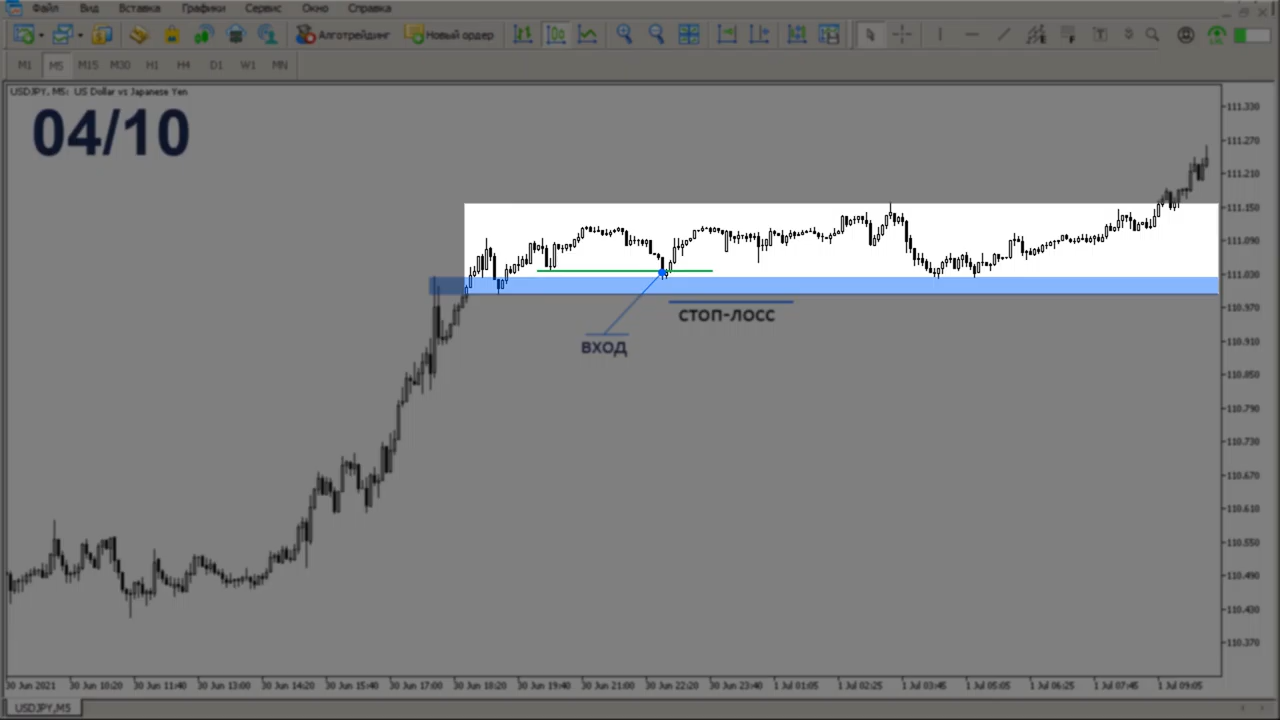 Файл Вид Вставка Графики Сервис Окно Справка
Алготрейдинг Новый ордер
M1 M5 M15 M30 H1 H4 D1 W1 MN
USDJPY, M5: US Dollar vs Japanese Yen
04/10
111.330
111.270
111.210
111.150
111.090
111.030
110.970
110.910
110.850
110.790
110.730
110.670
110.610
110.550
110.490
110.430
110.370
СТОП-ЛОСС
ВХОД
30 Jun 2021 30 Jun 10:20 30 Jun 11:40 30 Jun 13:00 30 Jun 14:20 30 Jun 15:40 30 Jun 17:00 30 Jun 18:20 30 Jun 19:40 30 Jun 21:00 30 Jun 22:20 30 Jun 23:40 1 Jul 01:05 1 Jul 02:25 1 Jul 03:45 1 Jul 05:05 1 Jul 06:25 1 Jul 07:45 1 Jul 09:05
USDJPY,M5